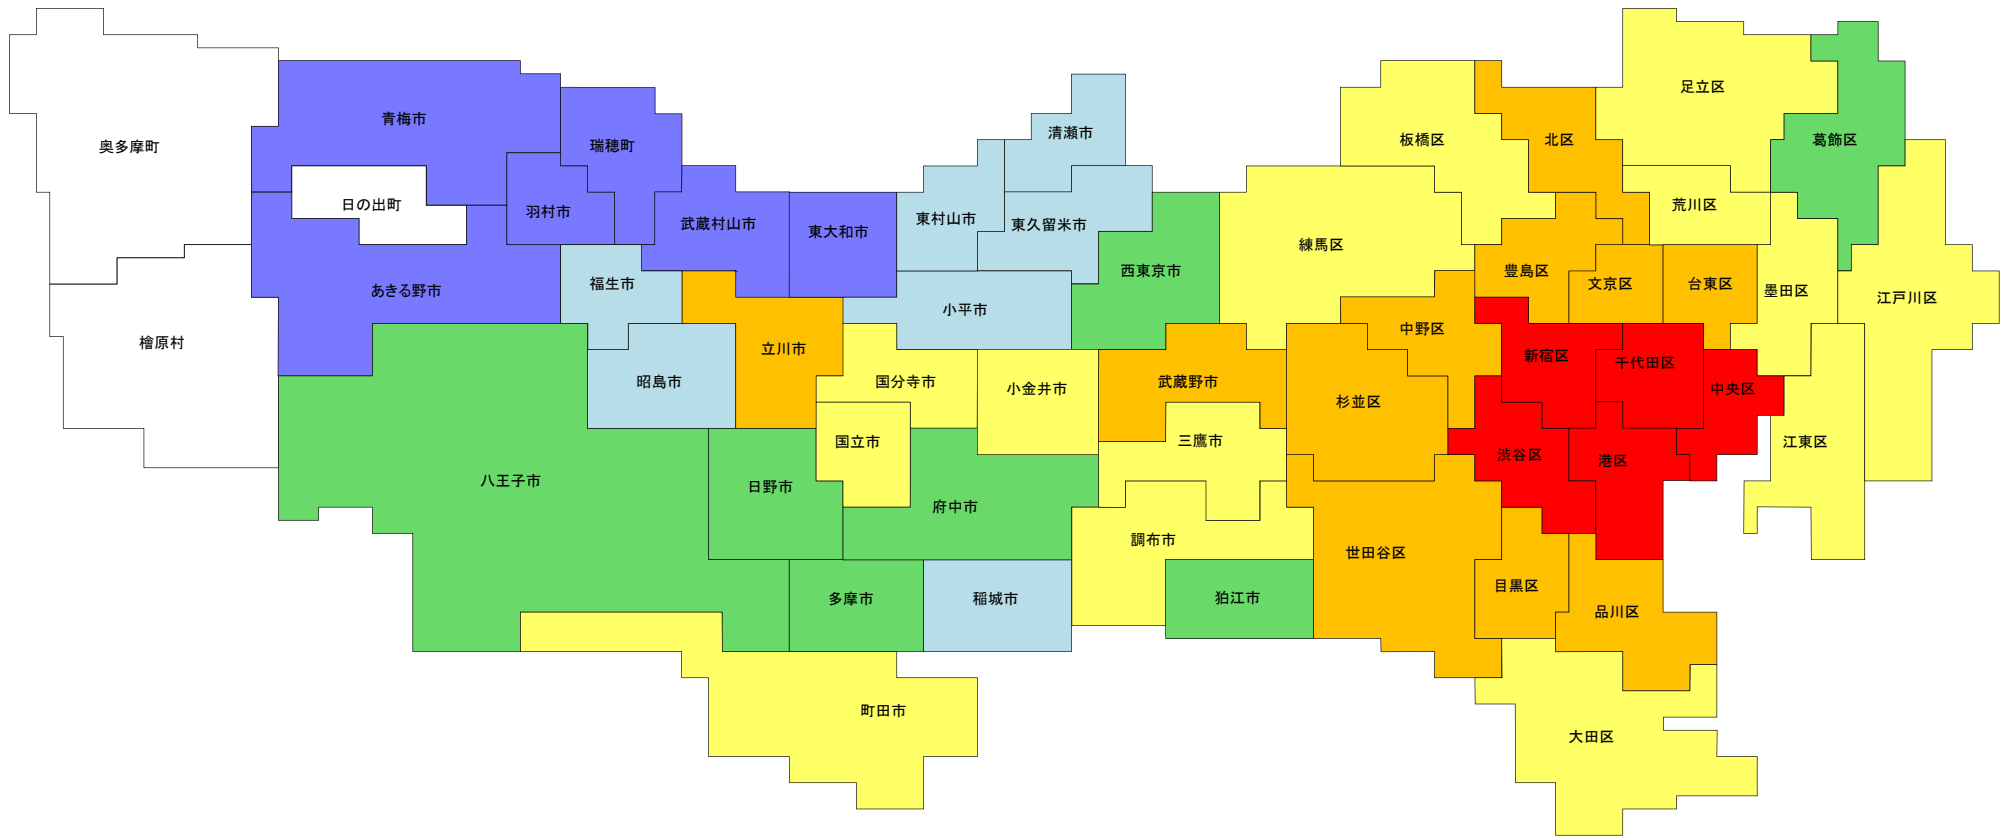 奥多摩町
青梅市
瑞穂町
日の出町
羽村市
武蔵村山市
東大和市
東村山市
清瀬市
東久留米市
西東京市
あきる野市
福生市
小平市
檜原村
昭島市
立川市
国分寺市
小金井市
武蔵野市
三鷹市
国立市
八王子市
日野市
府中市
調布市
多摩市
稲城市
狛江市
町田市
足立区
葛飾区
板橋区
北区
荒川区
練馬区
豊島区
文京区
台東区
墨田区
江戸川区
中野区
新宿区
千代田区
中央区
杉並区
渋谷区
港区
江東区
世田谷区
目黒区
品川区
大田区